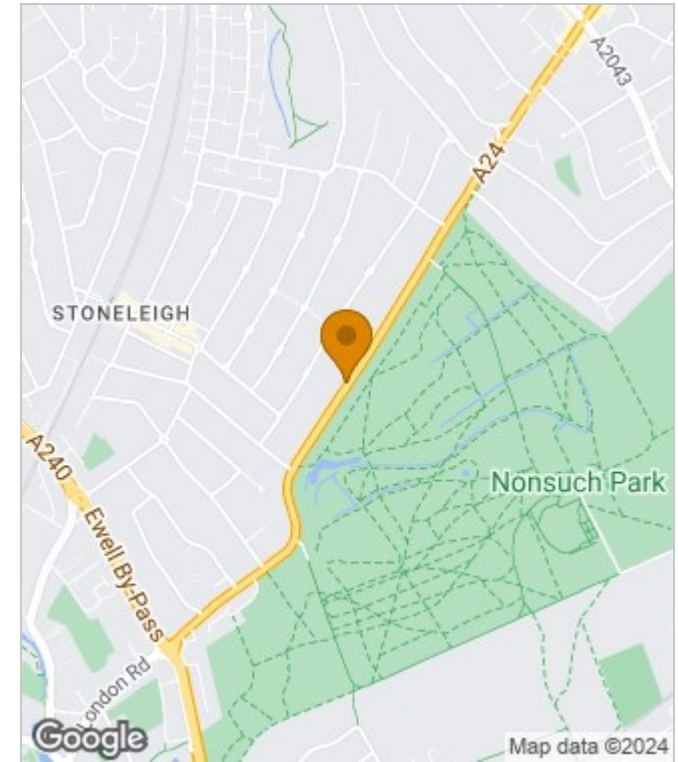 A2043
A24
STONELEIGH
A240
Ewell By-Pass
Nonsuch Park
London Rd
Google
Map data ©2024